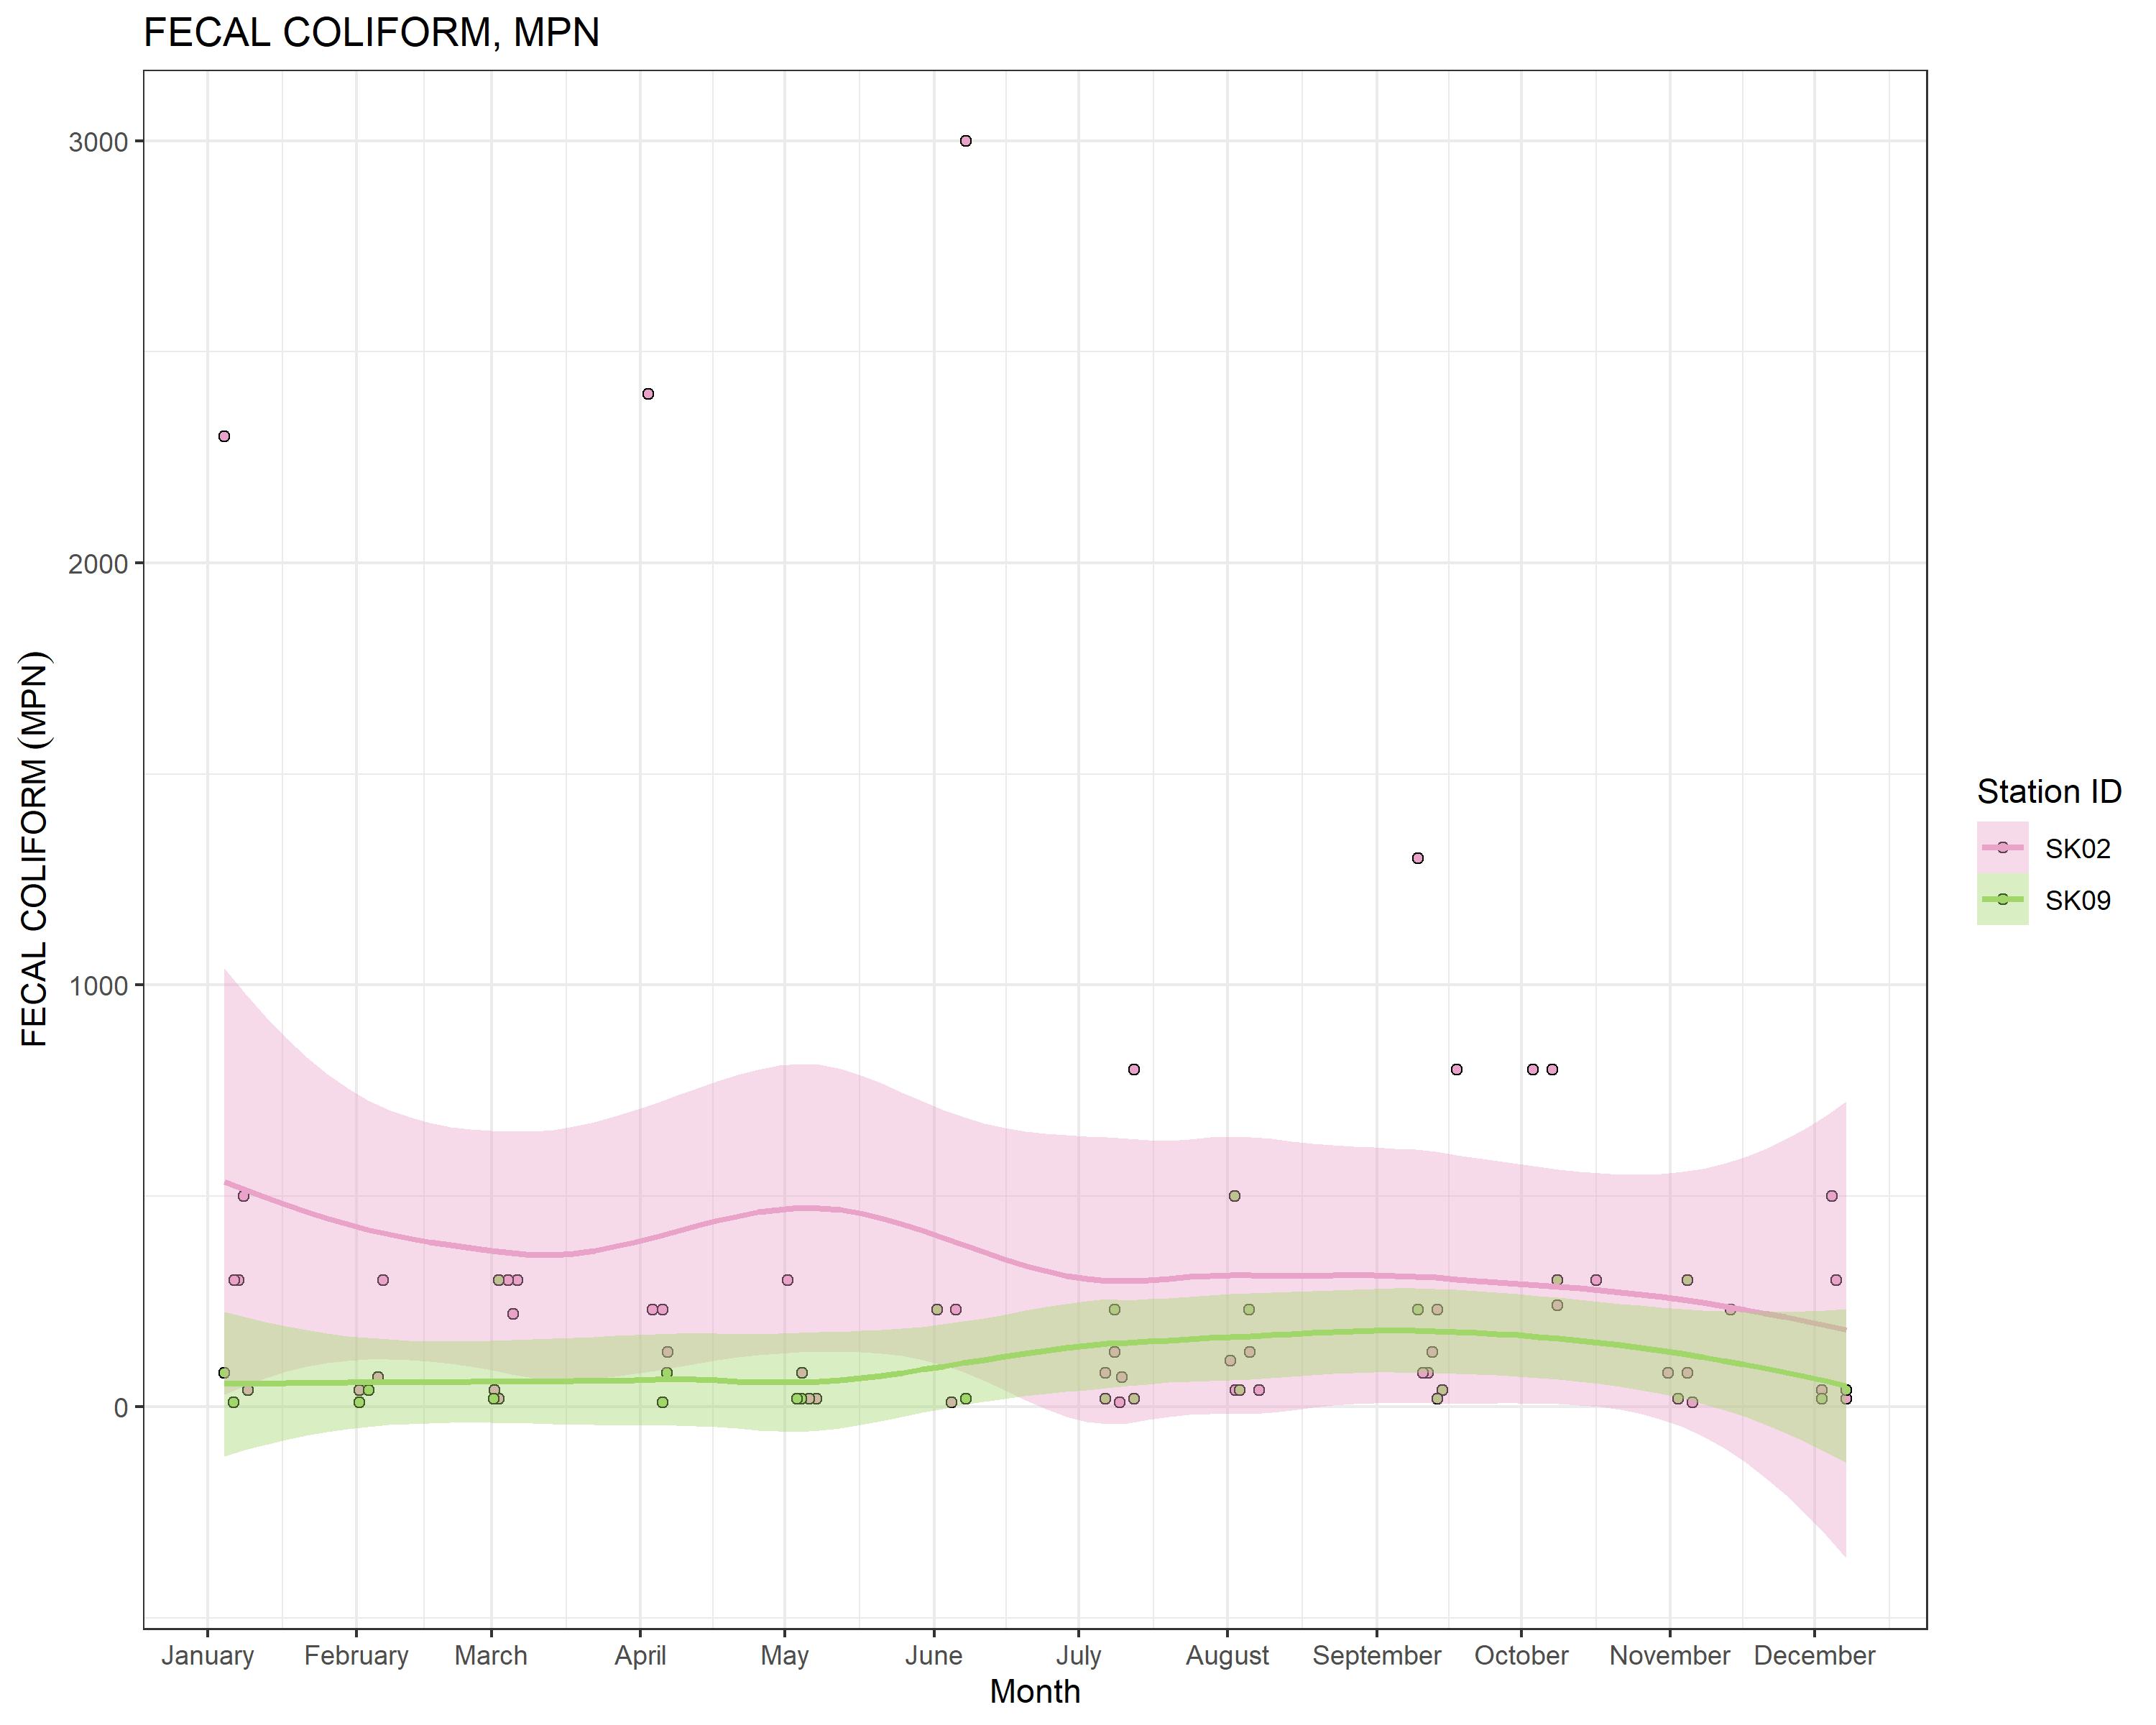 FECAL COLIFORM, MPN
FECAL COLIFORM (MPN)
3000
2000
1000
0
January February March April May June July August September October November December
Month
Station ID
SK02
SK09